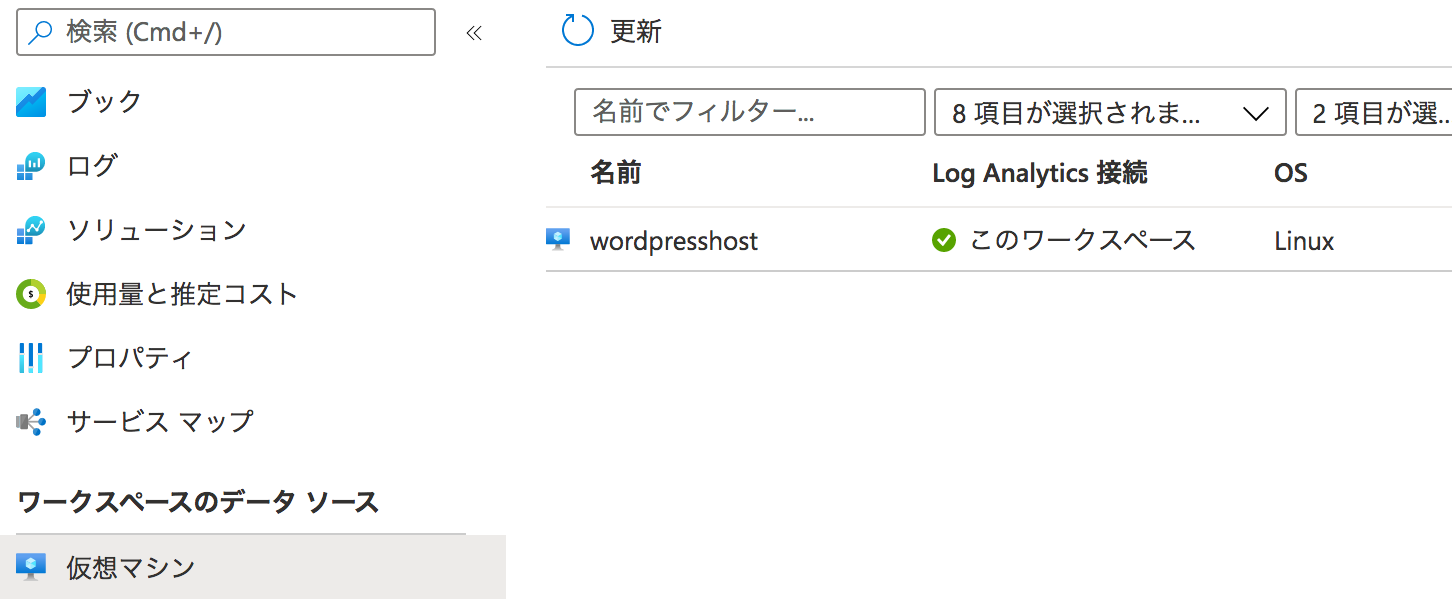 検索 (Cmd+/)
ブック
ログ
ソリューション
使用量と推定コスト
プロパティ
サービス マップ
ワークスペースのデータ ソース
仮想マシン
更新
名前でフィルター...
8 項目が選択されま...
2 項目が選...
名前 Log Analytics 接続 OS
wordpresshost このワークスペース Linux